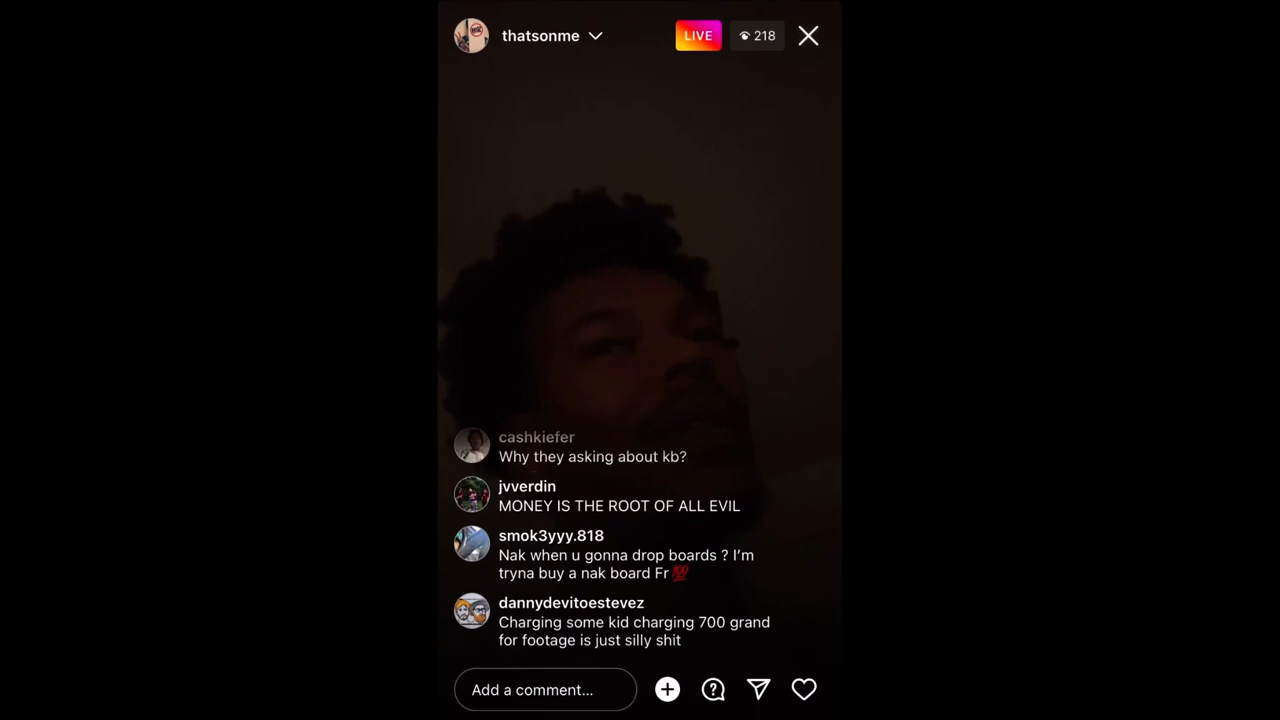 thatsonme
LIVE
218
cashkiefer
Why they asking about kb?
jvverdin
MONEY IS THE ROOT OF ALL EVIL
smok3yyy.818
Nak when u gonna drop boards ? I’m
tryna buy a nak board Fr💯
dannydevitoestevez
Charging some kid charging 700 grand
for footage is just silly shit
Add a comment...